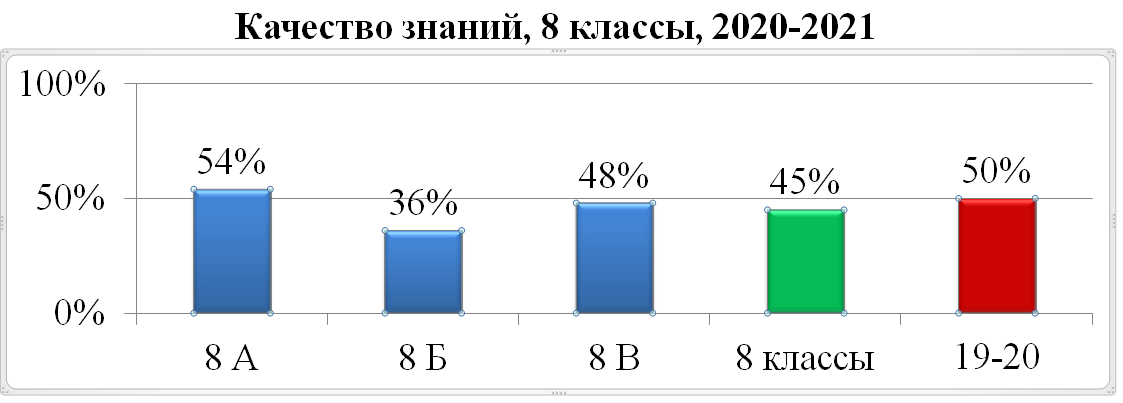 Качество знаний, 8 классы, 2020-2021
100%
50%
0%
54%
36%
48%
45%
50%
8 А
8 Б
8 В
8 классы
19-20